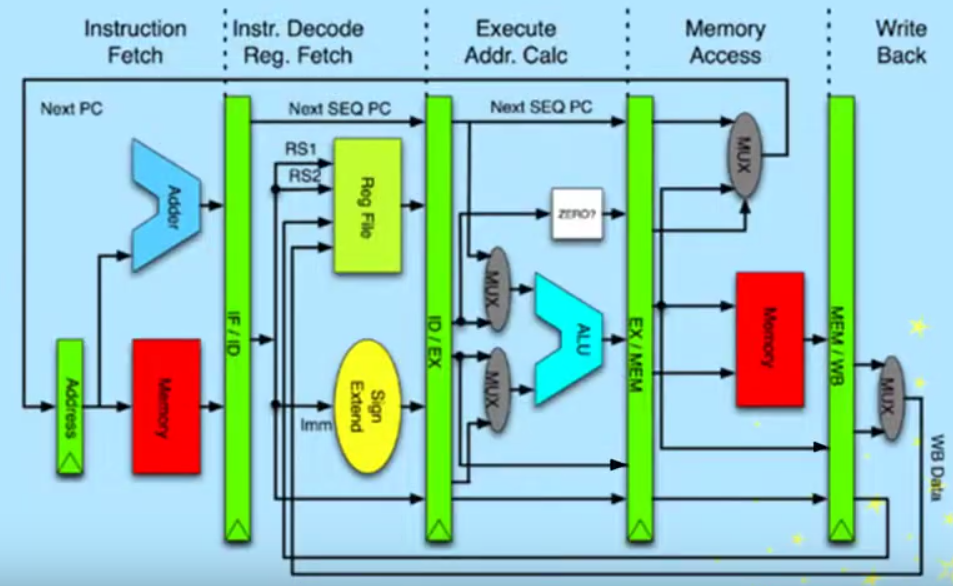 Instruction
Fetch
Instr. Decode
Reg. Fetch
Execute
Addr. Calc
Memory
Access
Write
Back
Next PC
Next SEQ PC
Next SEQ PC
RS1
RS2
Reg File
MUX
Adder
ZERO?
MUX
IF / ID
ID / EX
ALU
EX / MEM
Memory
MEM / WB
Address
Memory
Imm
Sign
Extend
MUX
MUX
WB Data